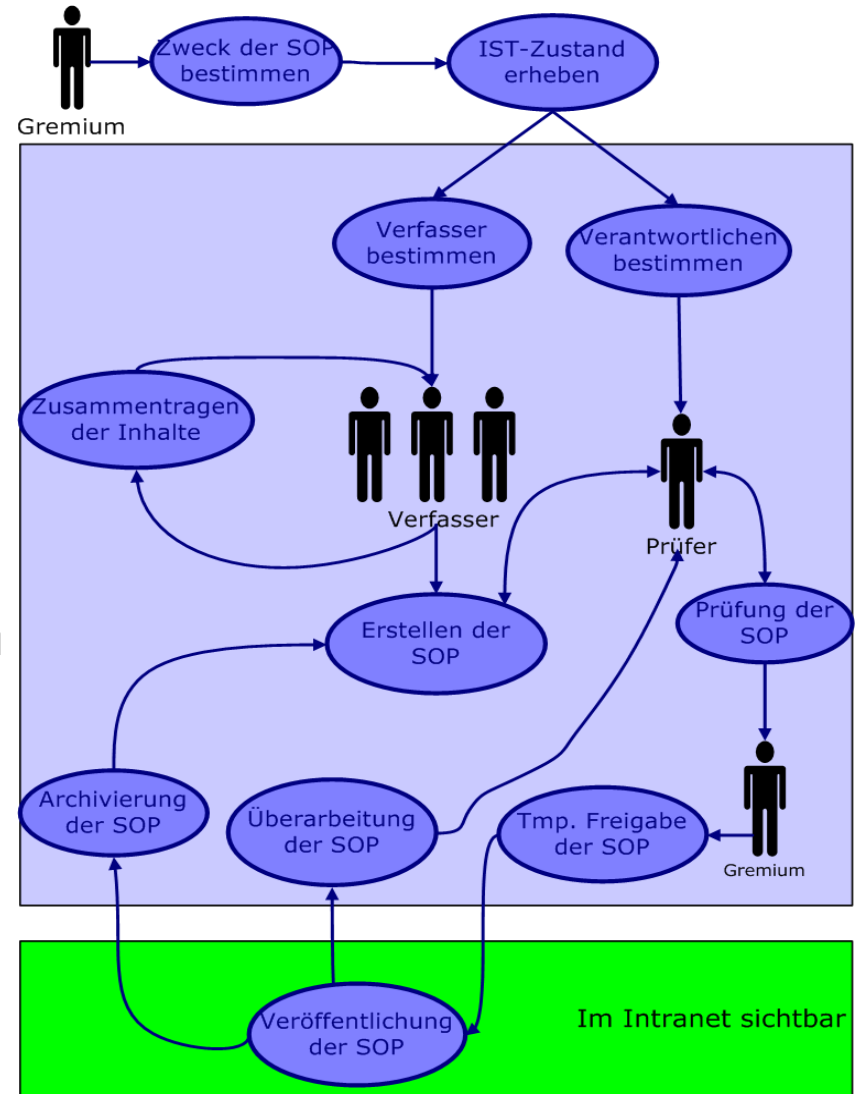 Zweck der SOP
bestimmen
IST-Zustand
erheben
Gremium
Verfasser
bestimmen
Verantwortlichen
bestimmen
Zusammentragen
der Inhalte
Verfasser
Prüfer
Erstellen der
SOP
Prüfung der
SOP
Archivierung
der SOP
Überarbeitung
der SOP
Tmp. Freigabe
der SOP
Gremium
Veröffentlichung
der SOP
Im Intranet sichtbar